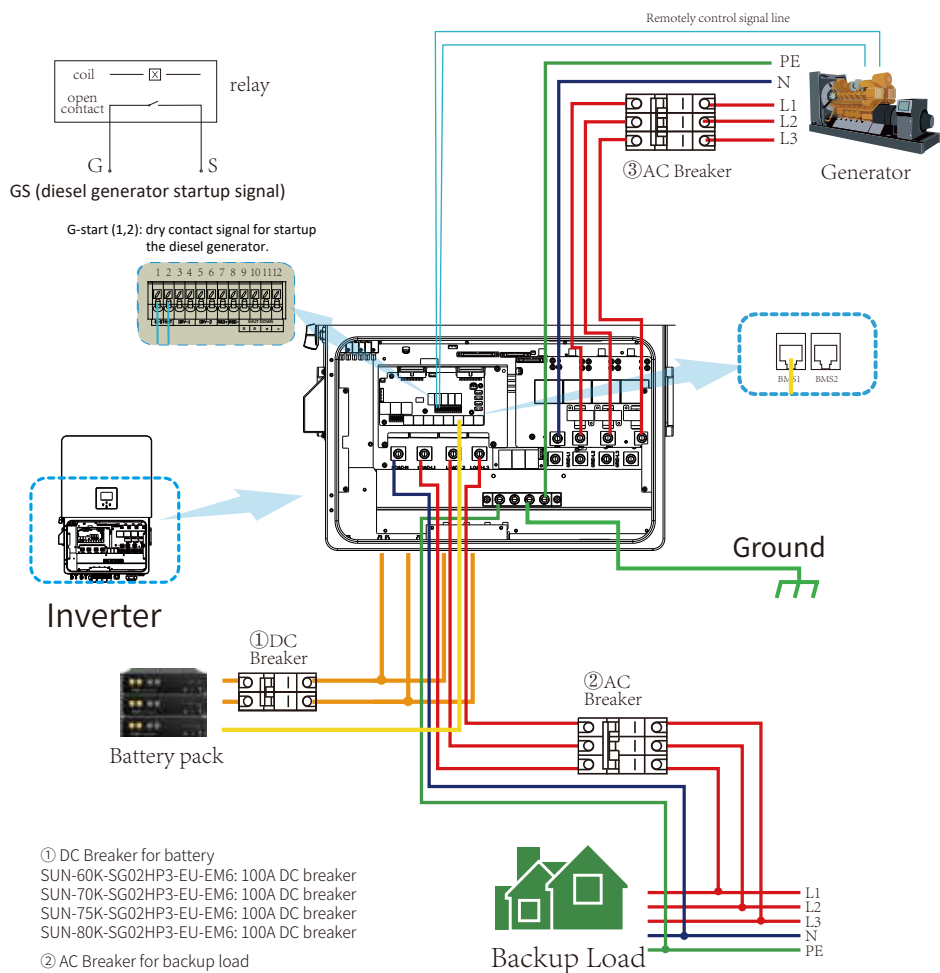 Remotely control signal line
coil
relay
open
contact
G
S
GS (diesel generator startup signal)
PE
N
L1
L2
L3
③AC Breaker
Generator
G-start (1,2): dry contact signal for startup
the diesel generator.
1 2 3 4 5 6 7 8 9 10 11 12
BMS1
BMS2
Inverter
Ground
①DC
Breaker
Battery pack
②AC
Breaker
① DC Breaker for battery
SUN-60K-SG02HP3-EU-EM6: 100A DC breaker
SUN-70K-SG02HP3-EU-EM6: 100A DC breaker
SUN-75K-SG02HP3-EU-EM6: 100A DC breaker
SUN-80K-SG02HP3-EU-EM6: 100A DC breaker
② AC Breaker for backup load
Backup Load
L1
L2
L3
N
PE